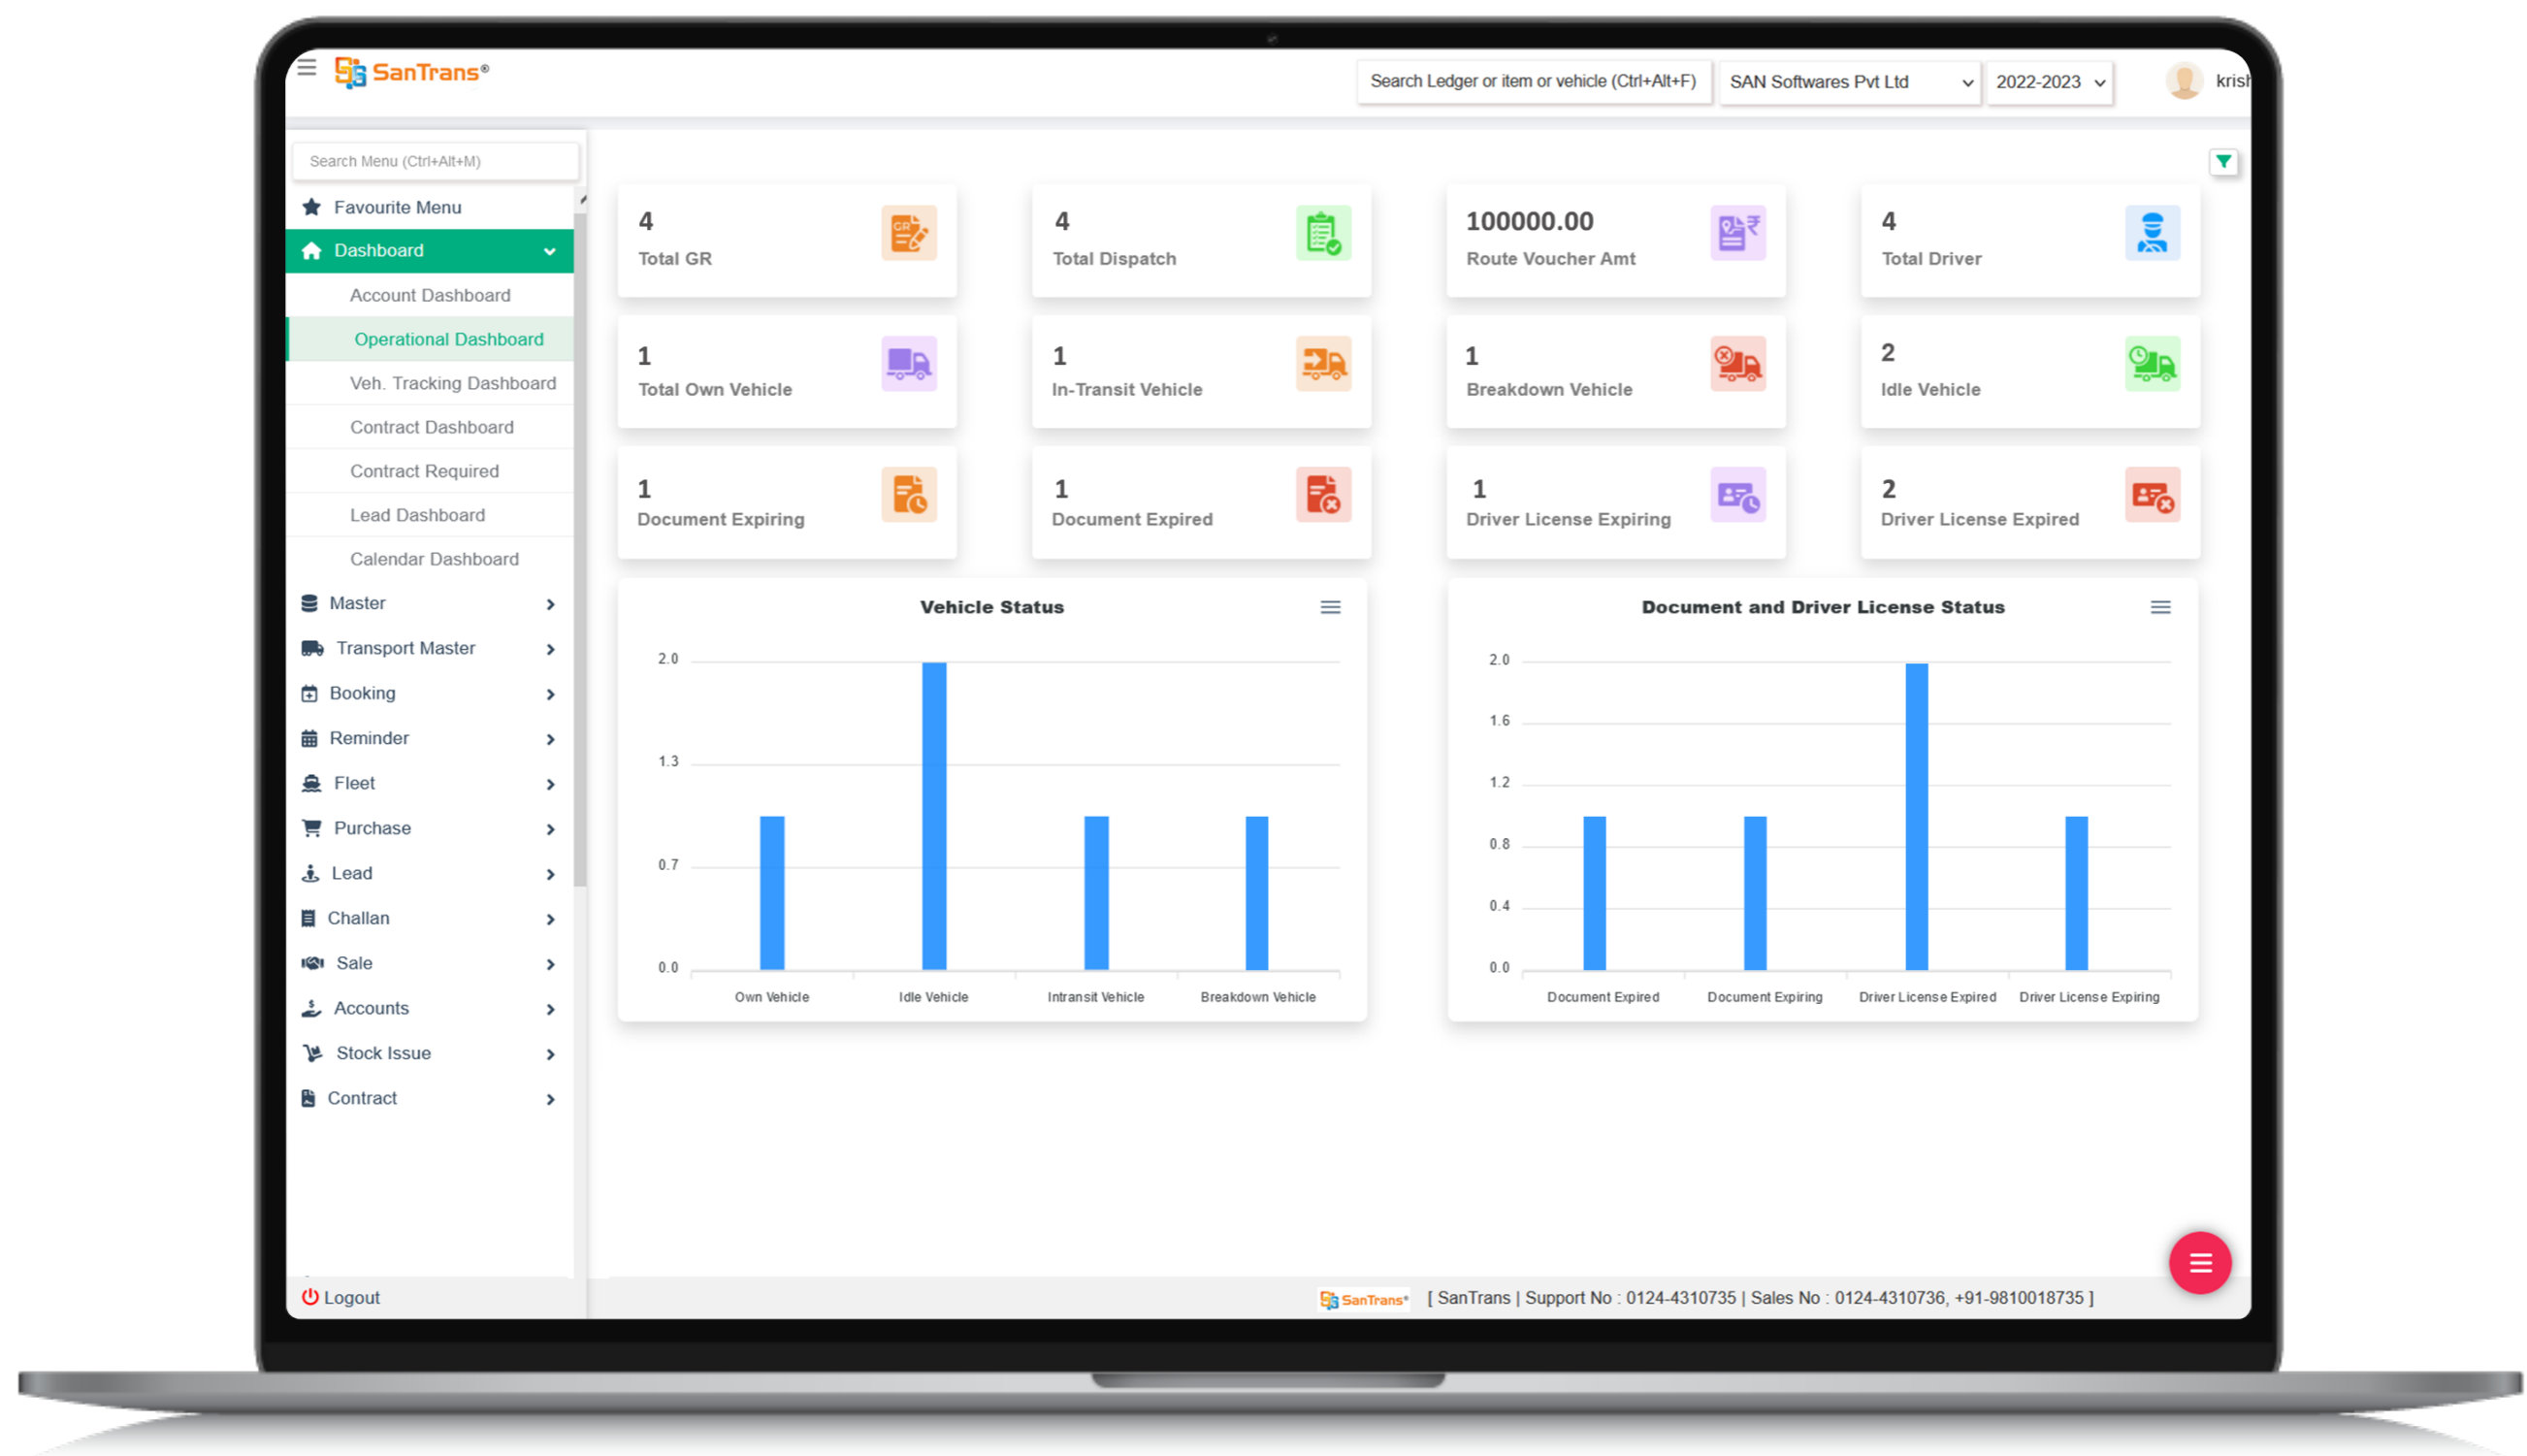 SanTrans®
Search Ledger or item or vehicle (Ctrl+Alt+F)
SAN Softwares Pvt Ltd
2022-2023
krish
Search Menu (Ctrl+Alt+M)
Favourite Menu
Dashboard
Account Dashboard
Operational Dashboard
Veh. Tracking Dashboard
Contract Dashboard
Contract Required
Lead Dashboard
Calendar Dashboard
Master
Transport Master
Booking
Reminder
Fleet
Purchase
Lead
Challan
Sale
Accounts
Stock Issue
Contract
Logout
4
Total GR
GR
4
Total Dispatch
100000.00
Route Voucher Amt
₹
4
Total Driver
1
Total Own Vehicle
1
In-Transit Vehicle
1
Breakdown Vehicle
2
Idle Vehicle
1
Document Expiring
1
Document Expired
1
Driver License Expiring
2
Driver License Expired
Vehicle Status
2.0
1.3
0.7
0.0
Own Vehicle
Idle Vehicle
Intransit Vehicle
Breakdown Vehicle
Document and Driver License Status
2.0
1.6
1.2
0.8
0.4
0.0
Document Expired
Document Expiring
Driver License Expired
Driver License Expiring
SanTrans®
[ SanTrans | Support No : 0124-4310735 | Sales No : 0124-4310736, +91-9810018735 ]